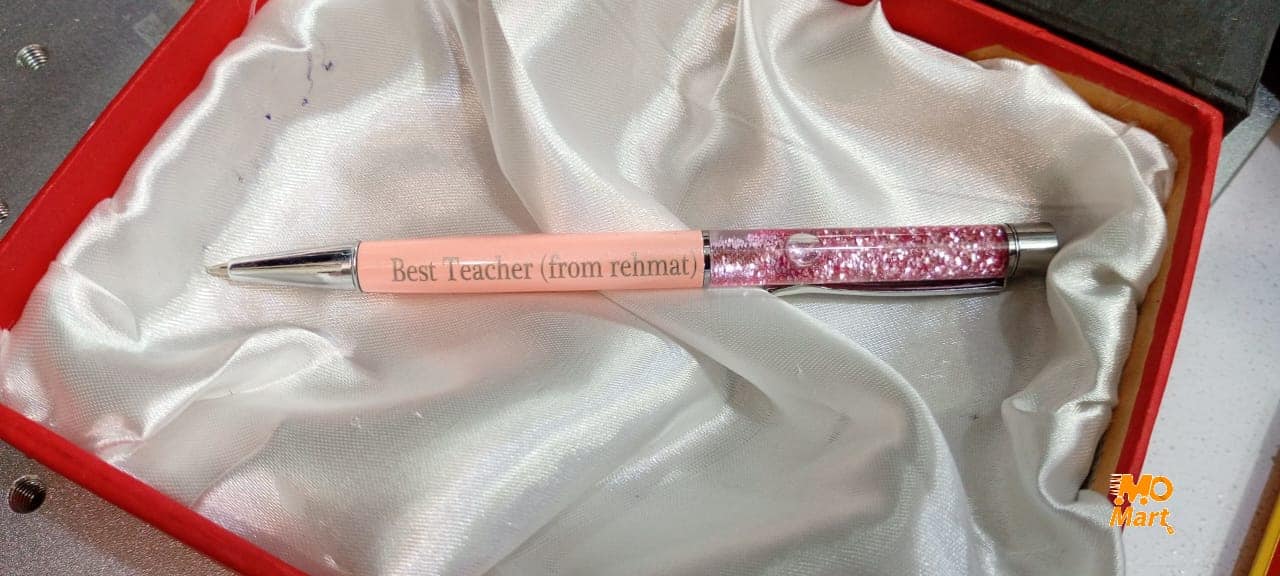 Best Teacher (from rehmat)
MO
Mart